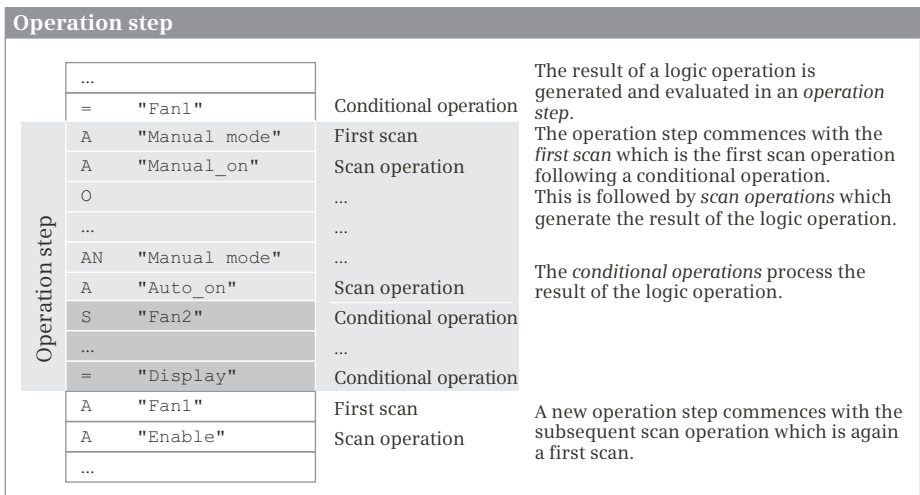 Operation step
...
= "Fan1" Conditional operation
A "Manual mode" First scan
A "Manual_on" Scan operation
O ...
... ...
AN "Manual mode" ...
A "Auto_on" Scan operation
S "Fan2" Conditional operation
... ...
= "Display" Conditional operation
A "Fan1" First scan
A "Enable" Scan operation
...
Operation step
The result of a logic operation is
generated and evaluated in an operation
step.
The operation step commences with the
first scan which is the first scan operation
following a conditional operation.
This is followed by scan operations which
generate the result of the logic operation.
The conditional operations process the
result of the logic operation.
A new operation step commences with the
subsequent scan operation which is again
a first scan.